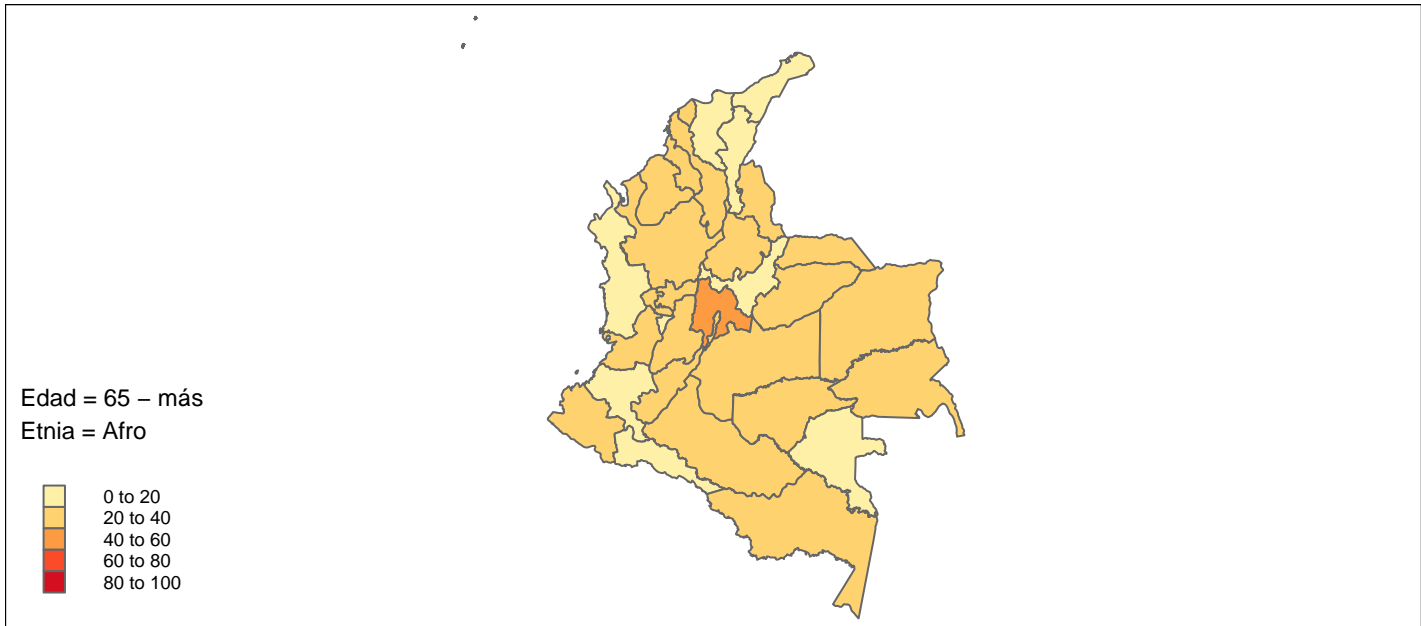 Edad = 65 – más
Etnia = Afro
0 to 20
20 to 40
40 to 60
60 to 80
80 to 100